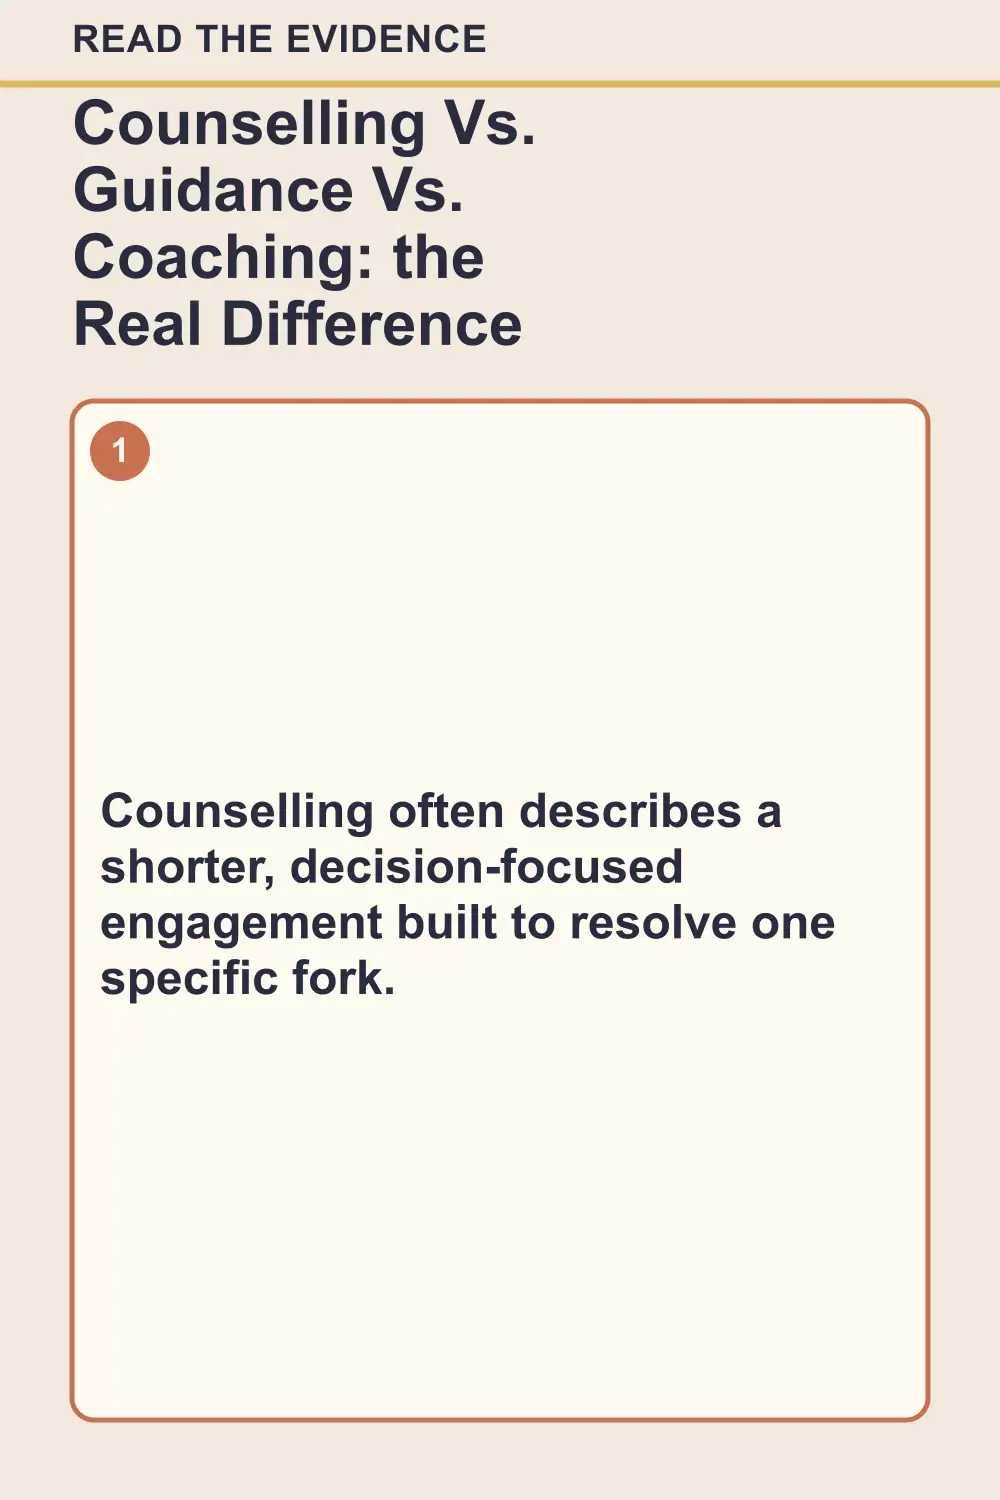 READ THE EVIDENCE
Counselling Vs.
Guidance Vs.
Coaching: the
Real Difference
1
Counselling often describes a
shorter, decision-focused
engagement built to resolve one
specific fork.